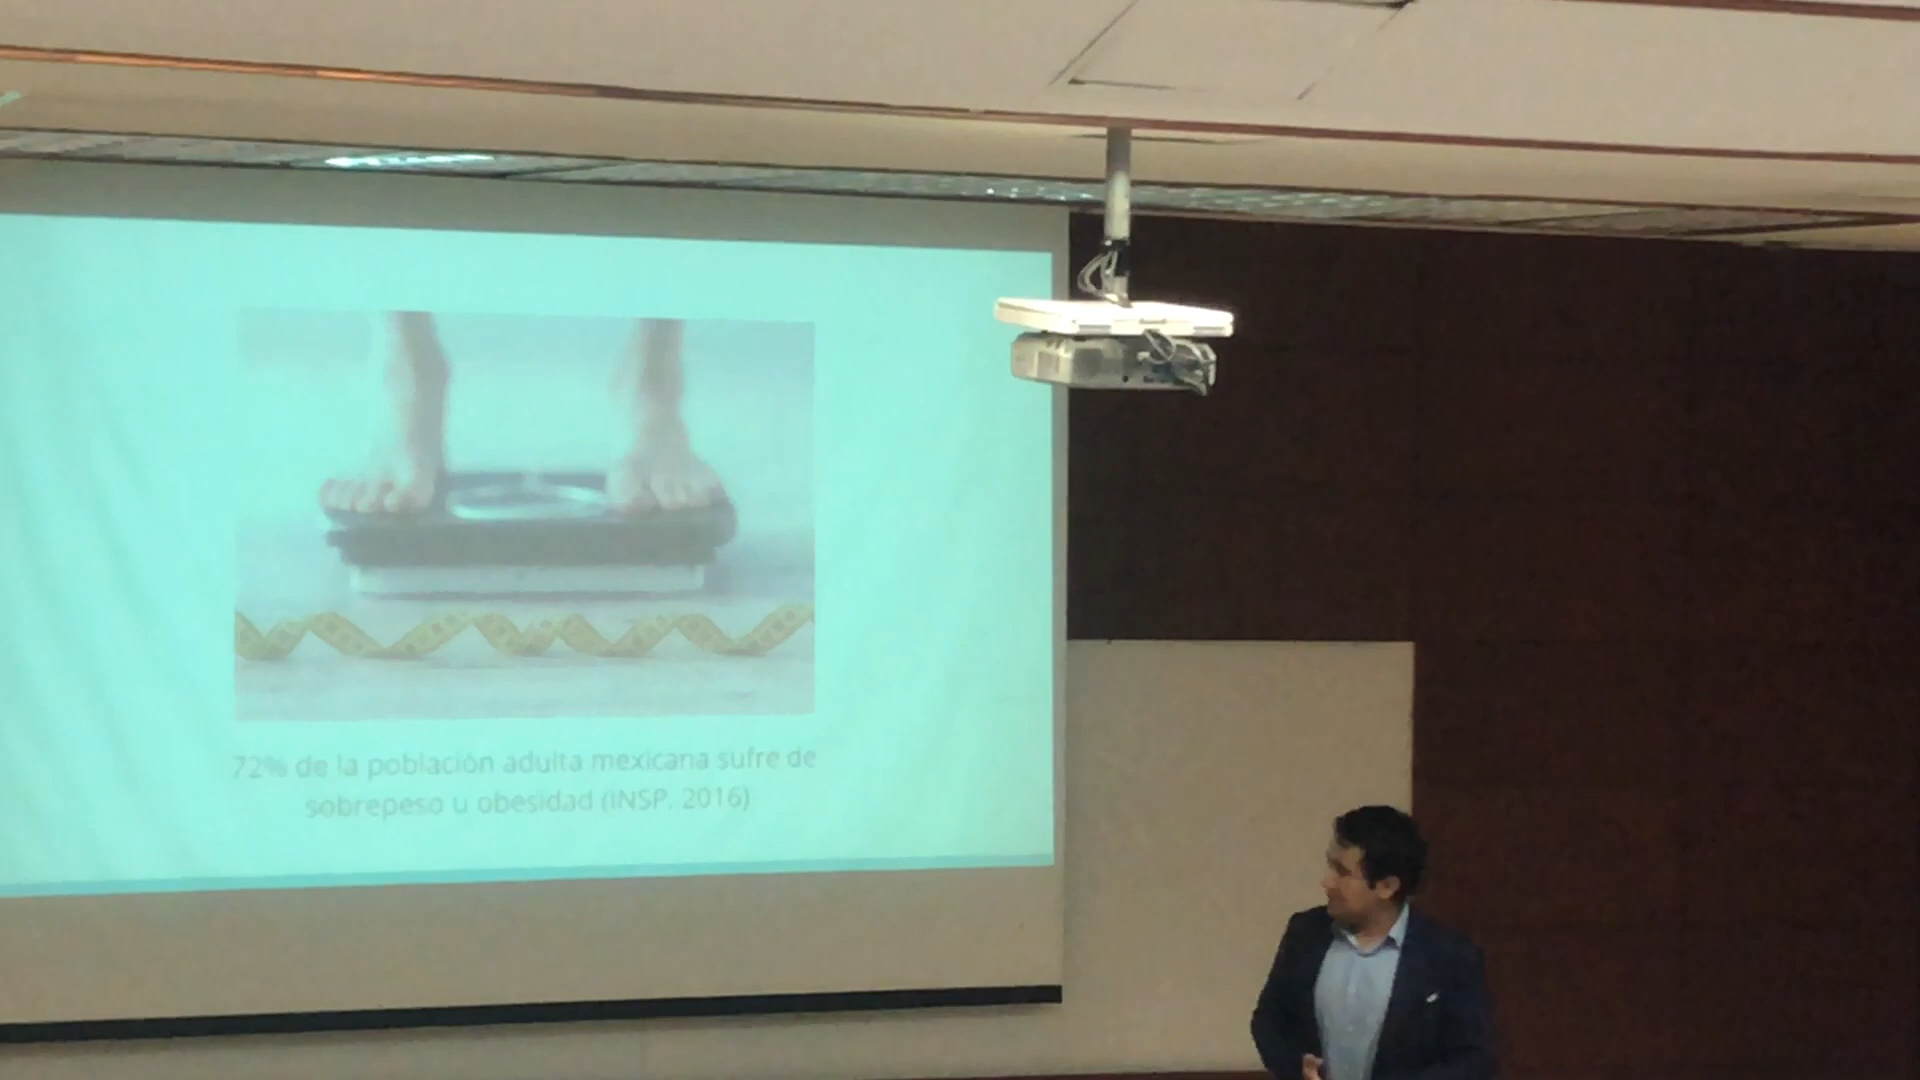 72% de la población adulta mexicana sufre de
sobrepeso u obesidad (INSP, 2016)